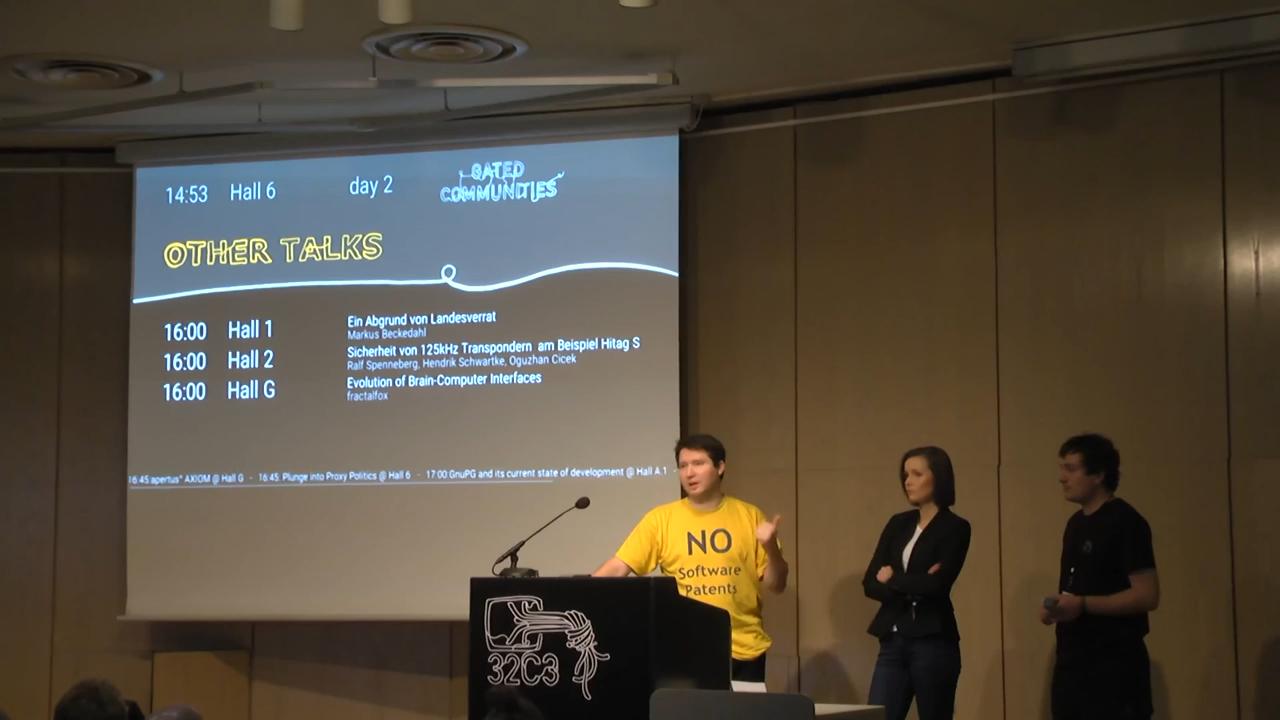 14:53 Hall 6 day 2
GATED
COMMUNITIES
OTHER TALKS
16:00 Hall 1 Ein Abgrund von Landesverrat
Markus Beckedahl
16:00 Hall 2 Sicherheit von 125kHz Transpondern am Beispiel Hitag S
Ralf Spenneberg, Hendrik Schwartke, Oguzhan Cicek
16:00 Hall G Evolution of Brain-Computer Interfaces
fractalfox
16:45:apertus° AXIOM @ Hall G - 16:45: Plunge into Proxy Politics @ Hall 6 - 17:00:GnuPG and its current state of development @ Hall A.1 -
NO
Software
Patents
32C3